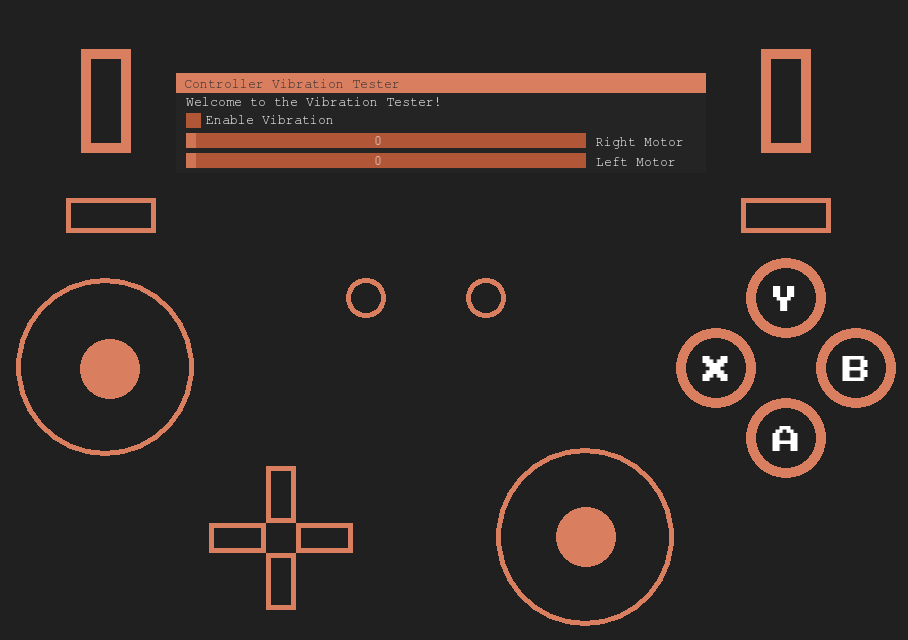 Controller Vibration Tester
Welcome to the Vibration Tester!
Enable Vibration
0 Right Motor
0 Left Motor
Y
X B
A